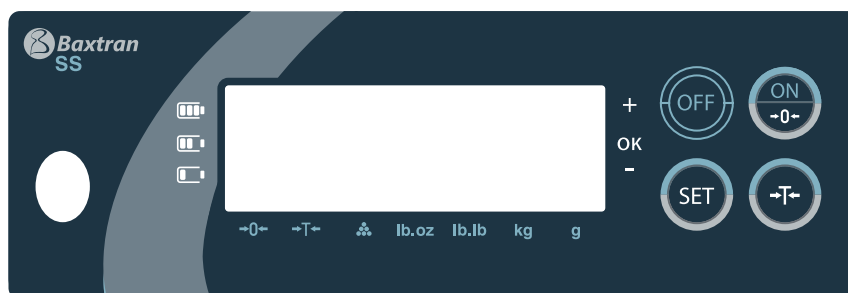 Baxtran
SS
+
OK
-
OFF
ON
→0←
SET
→T←
→0← →T← lb.oz lb.lb kg g